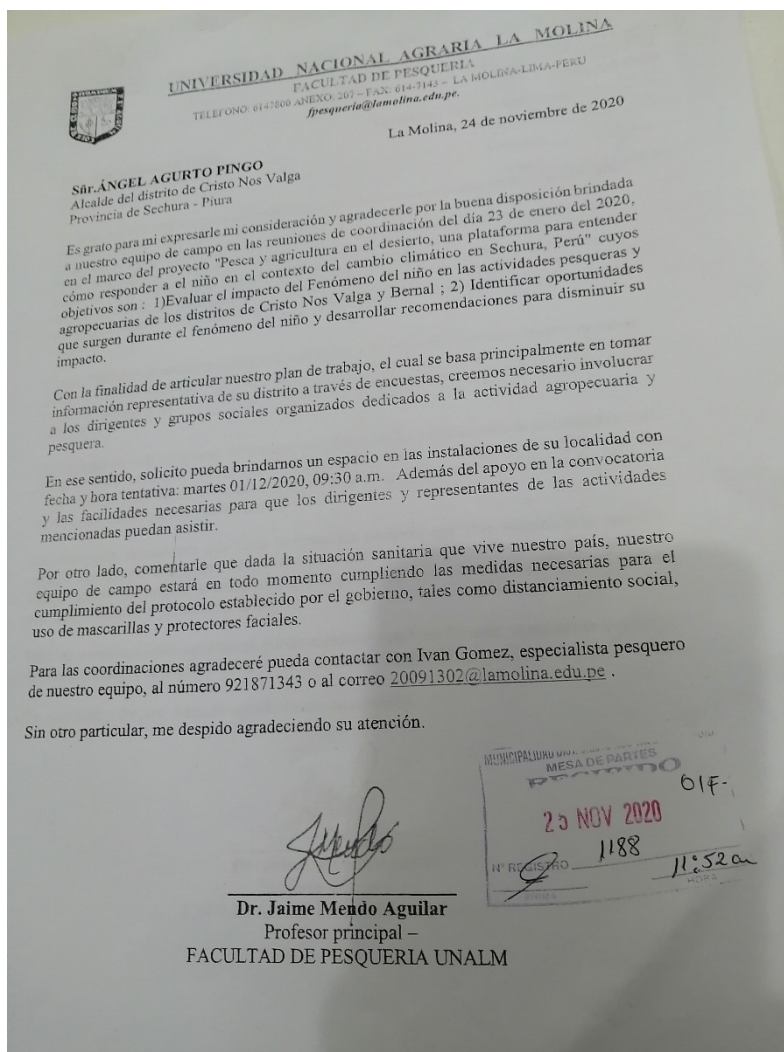 UNIVERSIDAD NACIONAL AGRARIA LA MOLINA
FACULTAD DE PESQUERIA
TELEFONO: 6147800 ANEXO: 207 – FAX: 614-7143 – LA MOLINA-LIMA-PERU
fpesqueria@lamolina.edu.pe.
La Molina, 24 de noviembre de 2020
Sñr.ÁNGEL AGURTO PINGO
Alcalde del distrito de Cristo Nos Valga
Provincia de Sechura - Piura
Es grato para mi expresarle mi consideración y agradecerle por la buena disposición brindada
a nuestro equipo de campo en las reuniones de coordinación del día 23 de enero del 2020,
en el marco del proyecto "Pesca y agricultura en el desierto, una plataforma para entender
cómo responder a el niño en el contexto del cambio climático en Sechura, Perú" cuyos
objetivos son : 1)Evaluar el impacto del Fenómeno del niño en las actividades pesqueras y
agropecuarias de los distritos de Cristo Nos Valga y Bernal ; 2) Identificar oportunidades
que surgen durante el fenómeno del niño y desarrollar recomendaciones para disminuir su
impacto.
Con la finalidad de articular nuestro plan de trabajo, el cual se basa principalmente en tomar
información representativa de su distrito a través de encuestas, creemos necesario involucrar
a los dirigentes y grupos sociales organizados dedicados a la actividad agropecuaria y
pesquera.
En ese sentido, solicito pueda brindarnos un espacio en las instalaciones de su localidad con
fecha y hora tentativa: martes 01/12/2020, 09:30 a.m. Además del apoyo en la convocatoria
y las facilidades necesarias para que los dirigentes y representantes de las actividades
mencionadas puedan asistir.
Por otro lado, comentarle que dada la situación sanitaria que vive nuestro país, nuestro
equipo de campo estará en todo momento cumpliendo las medidas necesarias para el
cumplimiento del protocolo establecido por el gobierno, tales como distanciamiento social,
uso de mascarillas y protectores faciales.
Para las coordinaciones agradeceré pueda contactar con Ivan Gomez, especialista pesquero
de nuestro equipo, al número 921871343 o al correo 20091302@lamolina.edu.pe .
Sin otro particular, me despido agradeciendo su atención.
MUNICIPALIDAD
MESA DE PARTES
RECIBIDO
01F-
NOV 2020
N° REGISTRO 1188
11:52 am
HORA
JMendo
Dr. Jaime Mendo Aguilar
Profesor principal –
FACULTAD DE PESQUERIA UNALM